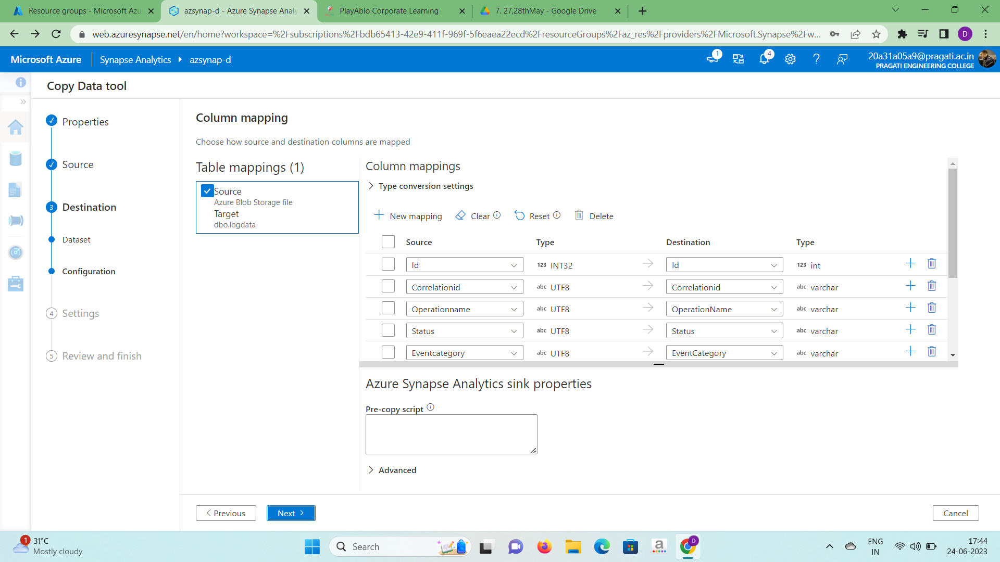 Resource groups - Microsoft Azu
azsynap-d - Azure Synapse Analy
PlayAblo Corporate Learning
7. 27,28thMay - Google Drive
web.azuresynapse.net/en/home?workspace=%2Fsubscriptions%2Fbdb65413-42e9-411f-969f-5f6eaea22ecd%2FresourceGroups%2Faz_res%2Fproviders%2FMicrosoft.Synapse%2Fw...
D
Microsoft Azure
Synapse Analytics
azsynap-d
1
4
20a31a05a9@pragati.ac.in
PRAGATI ENGINEERING COLLEGE
Copy Data tool
Properties
Source
3 Destination
Dataset
Configuration
4 Settings
5 Review and finish
Column mapping
Choose how source and destination columns are mapped
Table mappings (1)
Source
Azure Blob Storage file
Target
dbo.logdata
Column mappings
Type conversion settings
New mapping
Clear
Reset
Delete
Source Type Destination Type
Id 123 INT32 Id 123 int
Correlationid abc UTF8 Correlationid abc varchar
Operationname abc UTF8 OperationName abc varchar
Status abc UTF8 Status abc varchar
Eventcategory abc UTF8 EventCategory abc varchar
Azure Synapse Analytics sink properties
Pre-copy script
Advanced
Previous
Next
Cancel
1
31°C
Mostly cloudy
Search
a
D
ENG
IN
17:44
24-06-2023